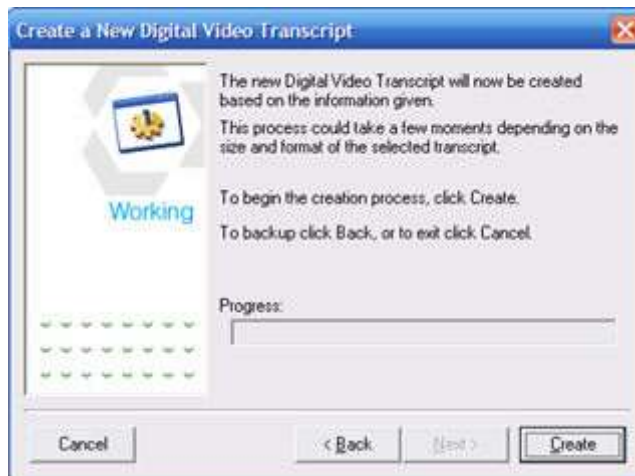 Create a New Digital Video Transcript
The new Digital Video Transcript will now be created
based on the information given.
This process could take a few moments depending on the
size and format of the selected transcript.
Working
To begin the creation process, click Create.
To backup click Back, or to exit click Cancel.
Progress:
Cancel
< Back
Next >
Create